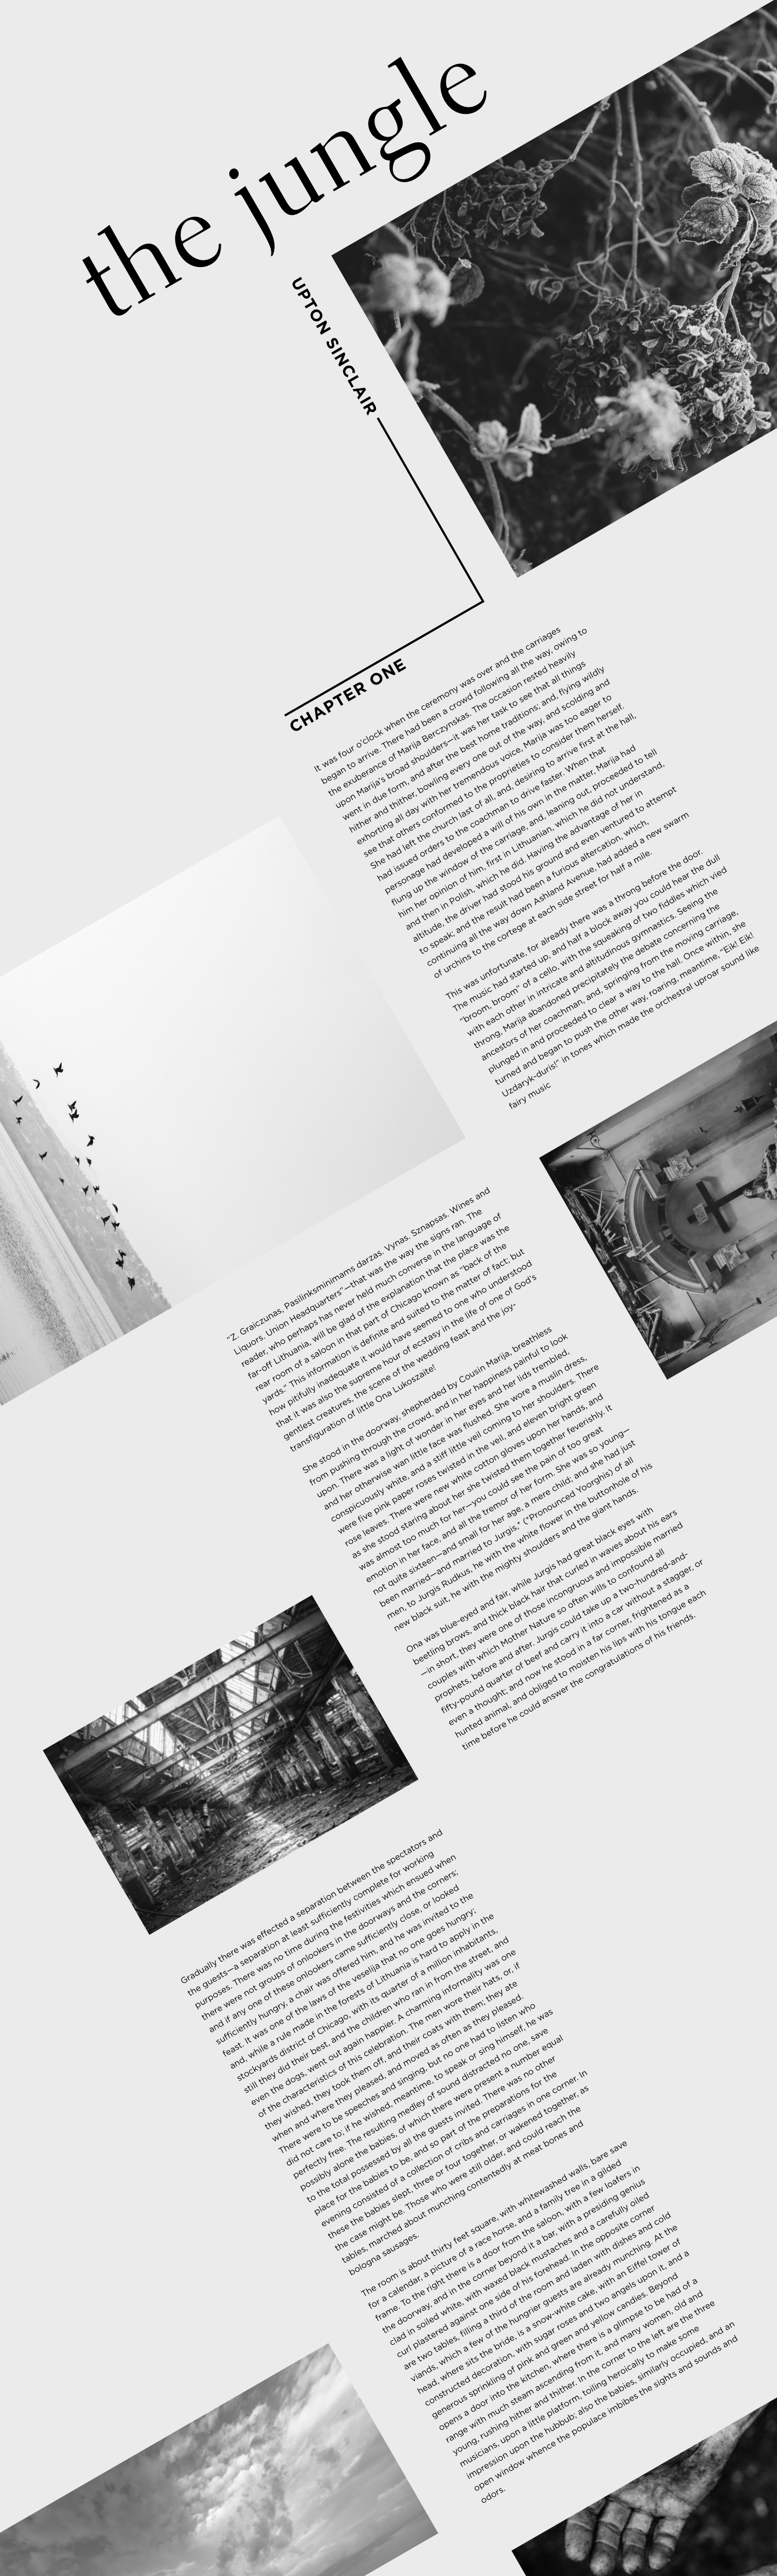 the jungle
UPTON SINCLAIR
CHAPTER ONE
It was four o'clock when the ceremony was over and the carriages
began to arrive. There had been a crowd following all the way, owing to
the exuberance of Marija Berczynskas. The occasion rested heavily
upon Marija's broad shoulders—it was her task to see that all things
went in due form, and after the best home traditions; and, flying wildly
hither and thither, bowling every one out of the way, and scolding and
exhorting all day with her tremendous voice, Marija was too eager to
see that others conformed to the proprieties to consider them herself.
She had left the church last of all, and, desiring to arrive first at the hall,
had issued orders to the coachman to drive faster. When that
personage had developed a will of his own in the matter, Marija had
flung up the window of the carriage, and, leaning out, proceeded to tell
him her opinion of him, first in Lithuanian, which he did not understand,
and then in Polish, which he did. Having the advantage of her in
altitude, the driver had stood his ground and even ventured to attempt
to speak; and the result had been a furious altercation, which,
continuing all the way down Ashland Avenue, had added a new swarm
of urchins to the cortege at each side street for half a mile.
This was unfortunate, for already there was a throng before the door.
The music had started up, and half a block away you could hear the dull
"broom, broom" of a cello, with the squeaking of two fiddles which vied
with each other in intricate and altitudinous gymnastics. Seeing the
throng, Marija abandoned precipitately the debate concerning the
ancestors of her coachman, and, springing from the moving carriage,
plunged in and proceeded to clear a way to the hall. Once within, she
turned and began to push the other way, roaring, meantime, "Eik! Eik!
Uzdaryk-duris!" in tones which made the orchestral uproar sound like
fairy music
"Z. Graiczunas, Pasilinksminimams darzas. Vynas. Sznapsas. Wines and
Liquors. Union Headquarters"—that was the way the signs ran. The
reader, who perhaps has never held much converse in the language of
far-off Lithuania, will be glad of the explanation that the place was the
rear room of a saloon in that part of Chicago known as "back of the
yards." This information is definite and suited to the matter of fact; but
how pitifully inadequate it would have seemed to one who understood
that it was also the supreme hour of ecstasy in the life of one of God's
gentlest creatures, the scene of the wedding feast and the joy-
transfiguration of little Ona Lukoszaite!
She stood in the doorway, shepherded by Cousin Marija, breathless
from pushing through the crowd, and in her happiness painful to look
upon. There was a light of wonder in her eyes and her lids trembled,
and her otherwise wan little face was flushed. She wore a muslin dress,
conspicuously white, and a stiff little veil coming to her shoulders. There
were five pink paper roses twisted in the veil, and eleven bright green
rose leaves. There were new white cotton gloves upon her hands, and
as she stood staring about her she twisted them together feverishly. It
was almost too much for her—you could see the pain of too great
emotion in her face, and all the tremor of her form. She was so young—
not quite sixteen—and small for her age, a mere child; and she had just
been married—and married to Jurgis,* (*Pronounced Yoorghis) of all
men, to Jurgis Rudkus, he with the white flower in the buttonhole of his
new black suit, he with the mighty shoulders and the giant hands.
Ona was blue-eyed and fair, while Jurgis had great black eyes with
beetling brows, and thick black hair that curled in waves about his ears
—in short, they were one of those incongruous and impossible married
couples with which Mother Nature so often wills to confound all
prophets, before and after. Jurgis could take up a two-hundred-and-
fifty-pound quarter of beef and carry it into a car without a stagger, or
even a thought; and now he stood in a far corner, frightened as a
hunted animal, and obliged to moisten his lips with his tongue each
time before he could answer the congratulations of his friends.
Gradually there was effected a separation between the spectators and
the guests—a separation at least sufficiently complete for working
purposes. There was no time during the festivities which ensued when
there were not groups of onlookers in the doorways and the corners;
and if any one of these onlookers came sufficiently close, or looked
sufficiently hungry, a chair was offered him, and he was invited to the
feast. It was one of the laws of the veselija that no one goes hungry;
and, while a rule made in the forests of Lithuania is hard to apply in the
stockyards district of Chicago, with its quarter of a million inhabitants,
still they did their best, and the children who ran in from the street, and
even the dogs, went out again happier. A charming informality was one
of the characteristics of this celebration. The men wore their hats, or, if
they wished, they took them off, and their coats with them; they ate
when and where they pleased, and moved as often as they pleased.
There were to be speeches and singing, but no one had to listen who
did not care to; if he wished, meantime, to speak or sing himself, he was
perfectly free. The resulting medley of sound distracted no one, save
possibly alone the babies, of which there were present a number equal
to the total possessed by all the guests invited. There was no other
place for the babies to be, and so part of the preparations for the
evening consisted of a collection of cribs and carriages in one corner. In
these the babies slept, three or four together, or wakened together, as
the case might be. Those who were still older, and could reach the
tables, marched about munching contentedly at meat bones and
bologna sausages.
The room is about thirty feet square, with whitewashed walls, bare save
for a calendar, a picture of a race horse, and a family tree in a gilded
frame. To the right there is a door from the saloon, with a few loafers in
the doorway, and in the corner beyond it a bar, with a presiding genius
clad in soiled white, with waxed black mustaches and a carefully oiled
curl plastered against one side of his forehead. In the opposite corner
are two tables, filling a third of the room and laden with dishes and cold
viands, which a few of the hungrier guests are already munching. At the
head, where sits the bride, is a snow-white cake, with an Eiffel tower of
constructed decoration, with sugar roses and two angels upon it, and a
generous sprinkling of pink and green and yellow candies. Beyond
opens a door into the kitchen, where there is a glimpse to be had of a
range with much steam ascending from it, and many women, old and
young, rushing hither and thither. In the corner to the left are the three
musicians, upon a little platform, toiling heroically to make some
impression upon the hubbub; also the babies, similarly occupied, and an
open window whence the populace imbibes the sights and sounds and
odors.